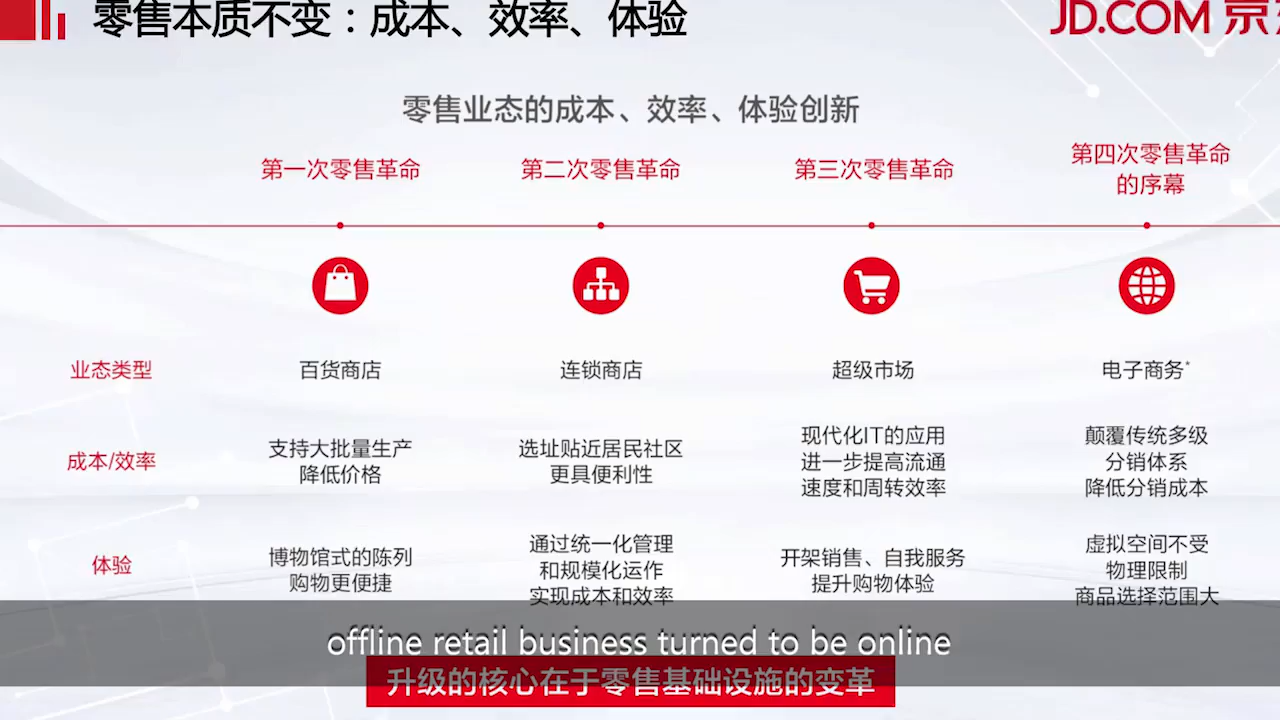 零售本质不变：成本、效率、体验
JD.COM 京东
零售业态的成本、效率、体验创新
第一次零售革命
第二次零售革命
第三次零售革命
第四次零售革命
的序幕
业态类型
百货商店
连锁商店
超级市场
电子商务*
成本/效率
支持大批量生产
降低价格
选址贴近居民社区
更具便利性
现代化IT的应用
进一步提高流通
速度和周转效率
颠覆传统多级
分销体系
降低分销成本
体验
博物馆式的陈列
购物更便捷
通过统一化管理
和规模化运作
实现成本和效率
开架销售、自我服务
提升购物体验
虚拟空间不受
物理限制
商品选择范围大
offline retail business turned to be online
升级的核心在于零售基础设施的变革